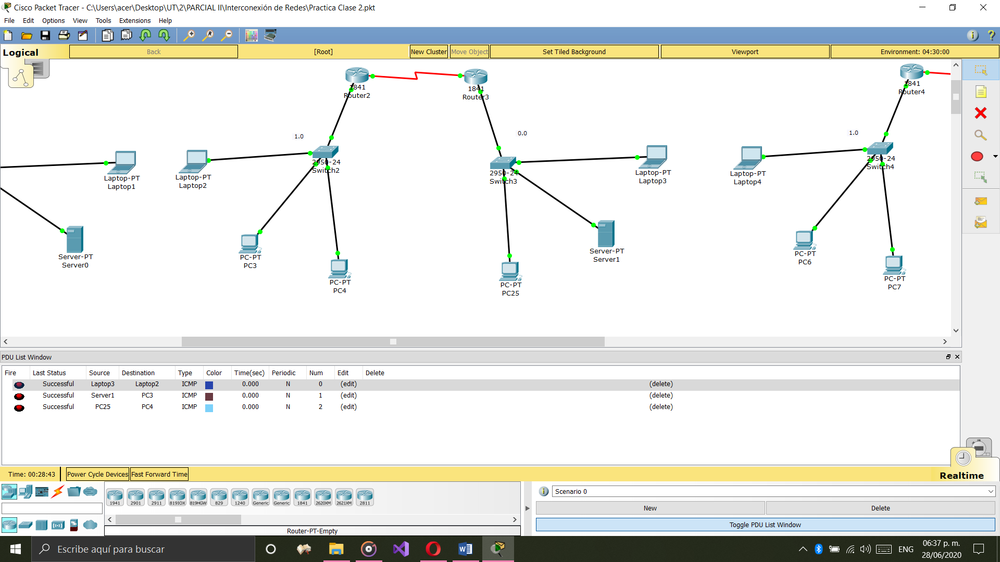 Cisco Packet Tracer - C:\Users\acer\Desktop\UT\2\PARCIAL II\Interconexión de Redes\Practica Clase 2.pkt
File Edit Options View Tools Extensions Help
Logical Back [Root] New Cluster Move Object Set Tiled Background Viewport Environment: 04:30:00
1841
Router2
1841
Router3
1841
Router4
1.0
0.0
1.0
2950-24
Switch2
2950-24
Switch3
2950-24
Switch4
Laptop-PT
Laptop1
Laptop-PT
Laptop2
Laptop-PT
Laptop3
Laptop-PT
Laptop4
Server-PT
Server0
PC-PT
PC3
PC-PT
PC4
PC-PT
PC25
Server-PT
Server1
PC-PT
PC6
PC-PT
PC7
PDU List Window
Fire Last Status Source Destination Type Color Time(sec) Periodic Num Edit Delete
Successful Laptop3 Laptop2 ICMP 0.000 N 0 (edit) (delete)
Successful Server1 PC3 ICMP 0.000 N 1 (edit) (delete)
Successful PC25 PC4 ICMP 0.000 N 2 (edit) (delete)
Time: 00:28:43 Power Cycle Devices Fast Forward Time
Realtime
1941 2901 2911 819IOX 819HGW 829 1240 Generic Generic 1841 2620XM 2621XM 2811
Router-PT-Empty
Scenario 0
New Delete
Toggle PDU List Window
Escribe aquí para buscar
ENG
06:37 p. m.
28/06/2020